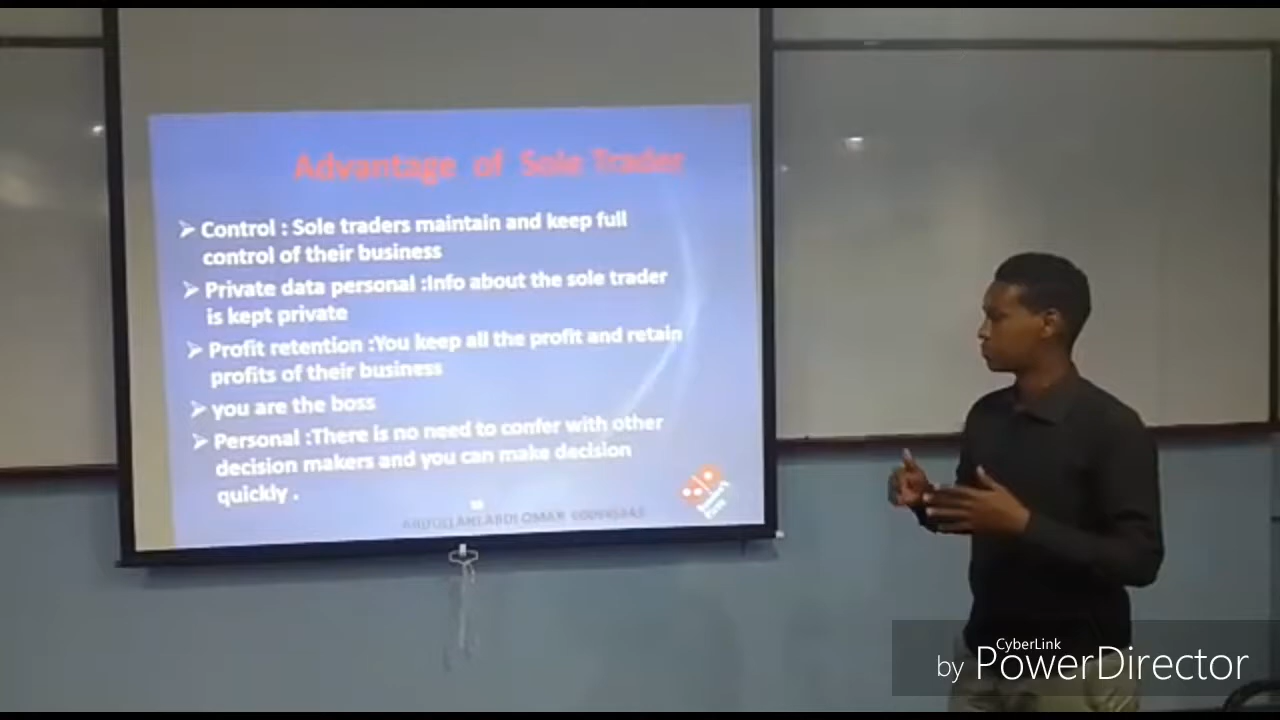 Advantage of Sole Trader
➢ Control : Sole traders maintain and keep full
control of their business
➢ Private data personal :Info about the sole trader
is kept private
➢ Profit retention :You keep all the profit and retain
profits of their business
➢ you are the boss
➢ Personal :There is no need to confer with other
decision makers and you can make decision
quickly .
ABDULLAHI ABDI OMAR
CyberLink
by PowerDirector